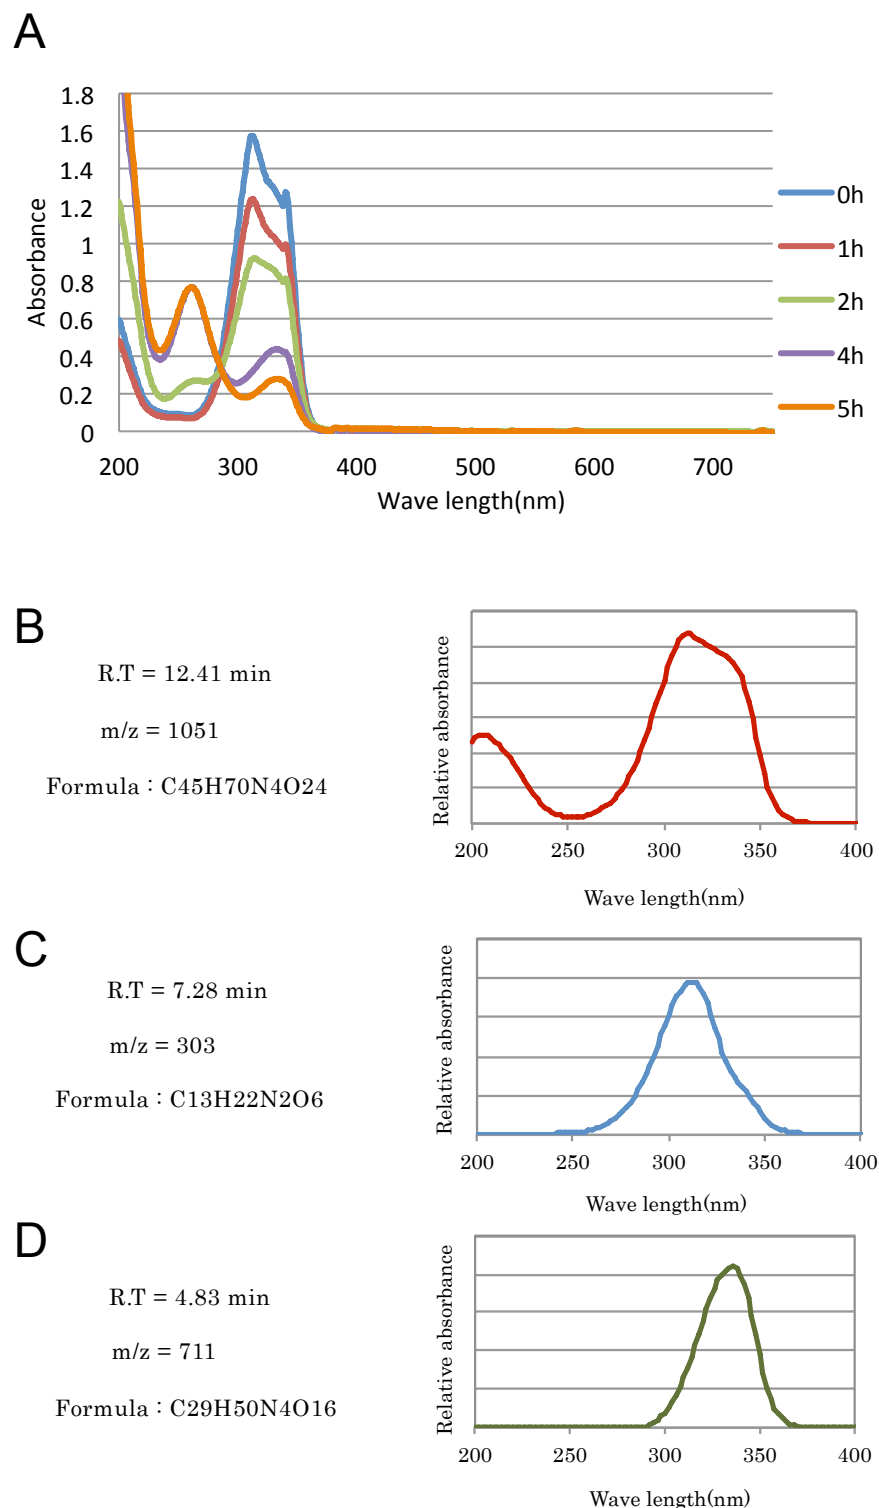 A
1.8
1.6
1.4
1.2
1
0.8
0.6
0.4
0.2
0
Absorbance
200 300 400 500 600 700
Wave length(nm)
0h
1h
2h
4h
5h
B
R.T = 12.41 min
m/z = 1051
Formula : C45H70N4O24
Relative absorbance
200 250 300 350 400
Wave length(nm)
C
R.T = 7.28 min
m/z = 303
Formula : C13H22N2O6
Relative absorbance
200 250 300 350 400
Wave length(nm)
D
R.T = 4.83 min
m/z = 711
Formula : C29H50N4O16
Relative absorbance
200 250 300 350 400
Wave length(nm)